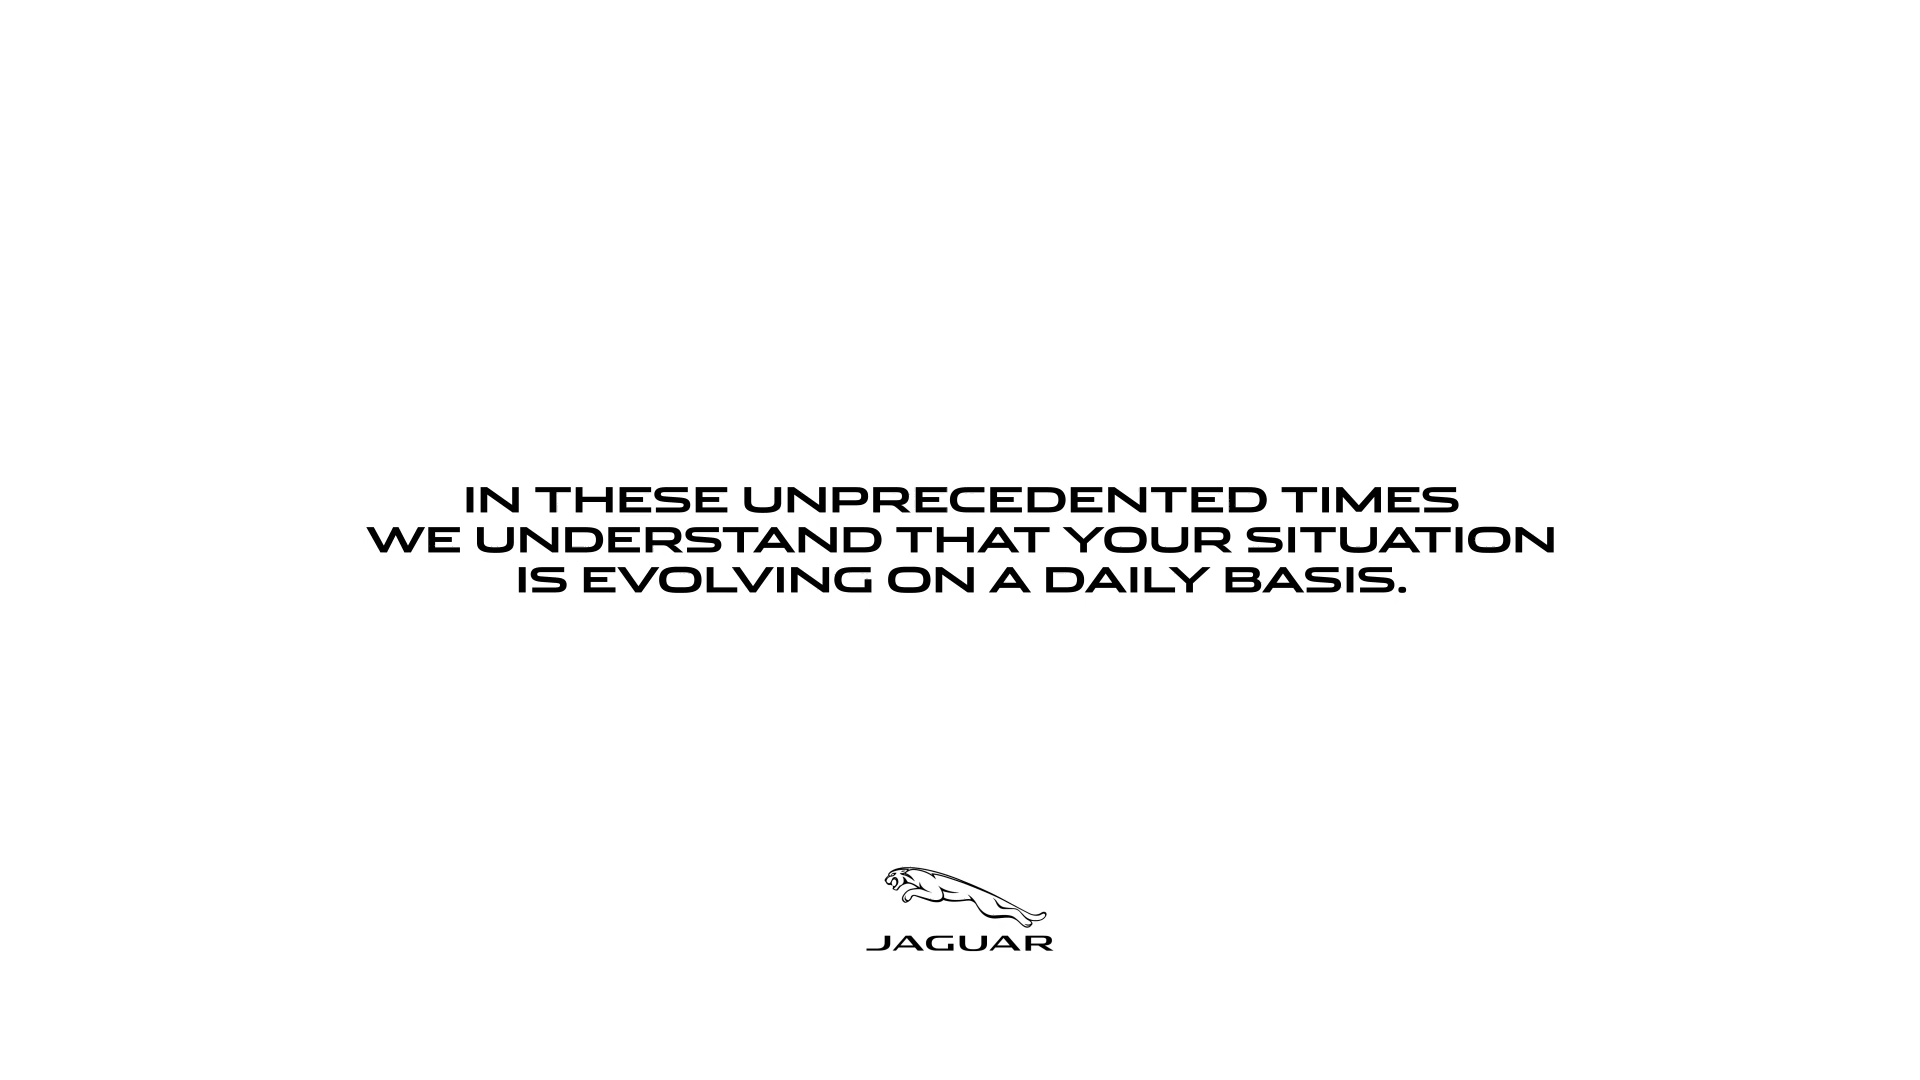 IN THESE UNPRECEDENTED TIMES
WE UNDERSTAND THAT YOUR SITUATION
IS EVOLVING ON A DAILY BASIS.
JAGUAR